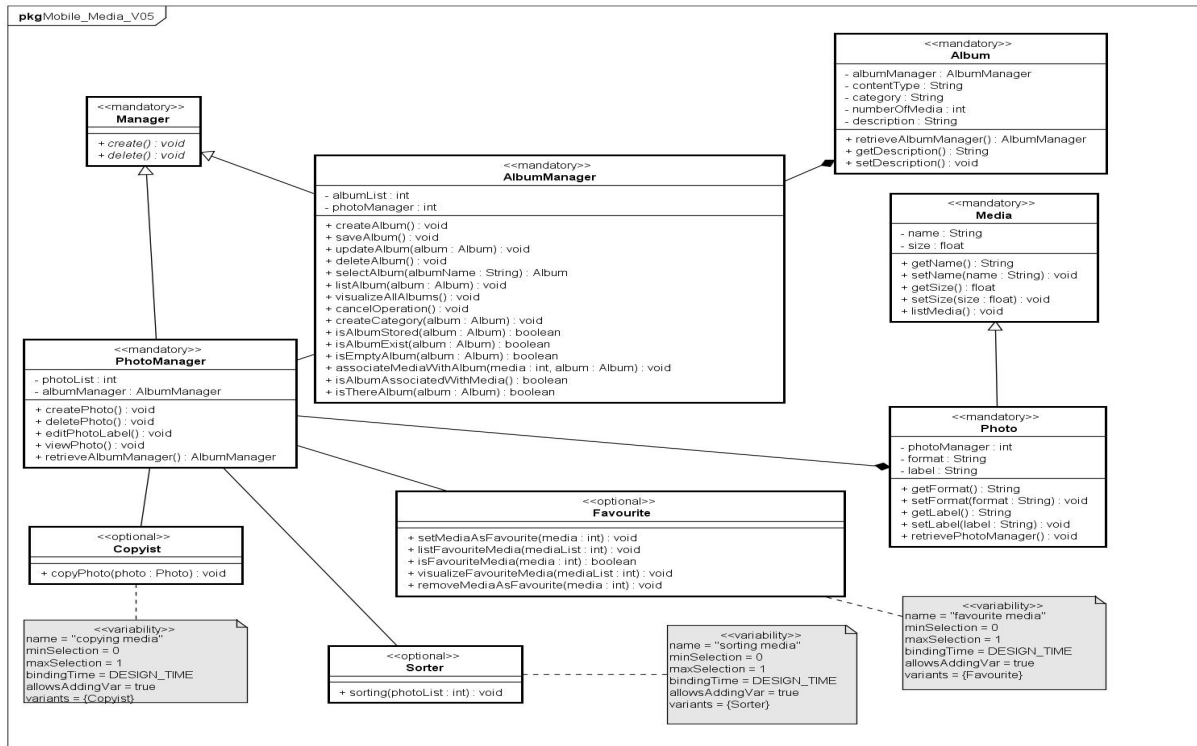 pkg Mobile_Media_V05
<<mandatory>>
Manager
+ create() : void
+ delete() : void
<<mandatory>>
AlbumManager
- albumList : int
- photoManager : int
+ createAlbum() : void
+ saveAlbum() : void
+ updateAlbum(album : Album) : void
+ deleteAlbum() : void
+ selectAlbum(albumName : String) : Album
+ listAlbum(album : Album) : void
+ visualizeAllAlbums() : void
+ cancelOperation() : void
+ createCategory(album : Album) : void
+ isAlbumStored(album : Album) : boolean
+ isAlbumExist(album : Album) : boolean
+ isEmptyAlbum(album : Album) : boolean
+ associateMediaWithAlbum(media : int, album : Album) : void
+ isAlbumAssociatedWithMedia() : boolean
+ isThereAlbum(album : Album) : boolean
<<mandatory>>
Album
- albumManager : AlbumManager
- contentType : String
- category : String
- numberOfMedia : int
- description : String
+ retrieveAlbumManager() : AlbumManager
+ getDescription() : String
+ setDescription() : void
<<mandatory>>
Media
- name : String
- size : float
+ getName() : String
+ setName(name : String) : void
+ getSize() : float
+ setSize(size : float) : void
+ listMedia() : void
<<mandatory>>
PhotoManager
- photoList : int
- albumManager : AlbumManager
+ createPhoto() : void
+ deletePhoto() : void
+ editPhotoLabel() : void
+ viewPhoto() : void
+ retrieveAlbumManager() : AlbumManager
<<mandatory>>
Photo
- photoManager : int
- format : String
- label : String
+ getFormat() : String
+ setFormat(format : String) : void
+ getLabel() : String
+ setLabel(label : String) : void
+ retrievePhotoManager() : void
<<optional>>
Copyist
+ copyPhoto(photo : Photo) : void
<<optional>>
Favourite
+ setMediaAsFavourite(media : int) : void
+ listFavouriteMedia(mediaList : int) : void
+ isFavouriteMedia(media : int) : boolean
+ visualizeFavouriteMedia(mediaList : int) : void
+ removeMediaAsFavourite(media : int) : void
<<variability>>
name = "copying media"
minSelection = 0
maxSelection = 1
bindingTime = DESIGN_TIME
allowsAddingVar = true
variants = {Copyist}
<<optional>>
Sorter
+ sorting(photoList : int) : void
<<variability>>
name = "sorting media"
minSelection = 0
maxSelection = 1
bindingTime = DESIGN_TIME
allowsAddingVar = true
variants = {Sorter}
<<variability>>
name = "favourite media"
minSelection = 0
maxSelection = 1
bindingTime = DESIGN_TIME
allowsAddingVar = true
variants = {Favourite}